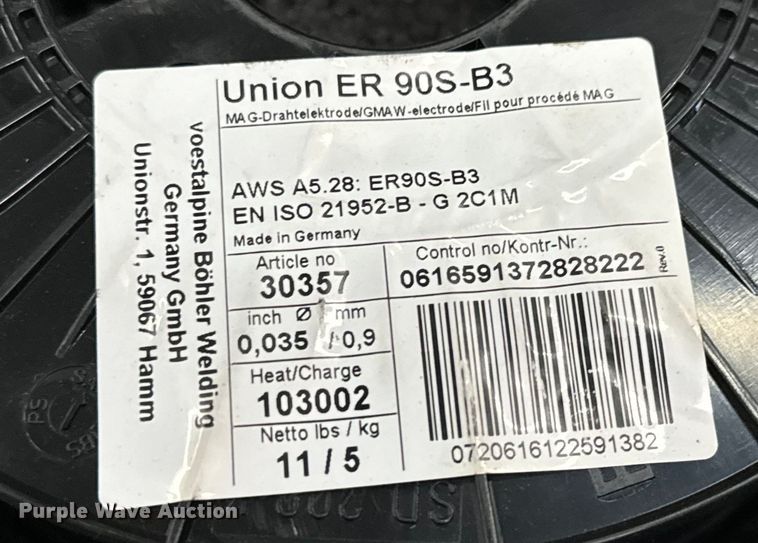 Union ER 90S-B3
MAG-Drahtelektrode/GMAW-electrode/Fil pour procédé MAG
AWS A5.28: ER90S-B3
EN ISO 21952-B - G 2C1M
Made in Germany
voestalpine Böhler Welding
Germany GmbH
Unionstr. 1, 59067 Hamm
Article no
30357
Control no/Kontr-Nr.:
0616591372828222
Rev.0
inch Ø mm
0,035 / 0,9
Heat/Charge
103002
Netto lbs / kg
11 / 5
0720616122591382
PS
SD 200
Purple Wave Auction